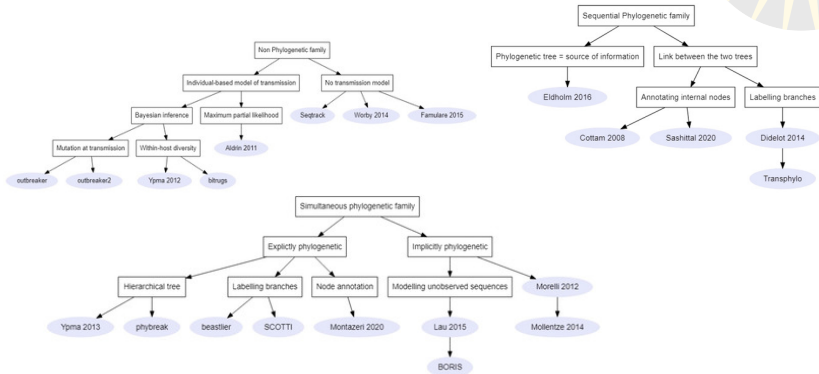 Non Phylogenetic family
Individual-based model of transmission
No transmission model
Bayesian inference
Maximum partial likelihood
Seqtrack
Worby 2014
Famulare 2015
Mutation at transmission
Within-host diversity
Aldrin 2011
outbreaker
outbreaker2
Ypma 2012
bitrugs
Sequential Phylogenetic family
Phylogenetic tree = source of information
Link between the two trees
Eldholm 2016
Annotating internal nodes
Labelling branches
Cottam 2008
Sashittal 2020
Didelot 2014
Transphylo
Simultaneous phylogenetic family
Explictly phylogenetic
Implicitly phylogenetic
Hierarchical tree
Labelling branches
Node annotation
Modelling unobserved sequences
Morelli 2012
Ypma 2013
phybreak
beastlier
SCOTTI
Montazeri 2020
Lau 2015
Mollentze 2014
BORIS